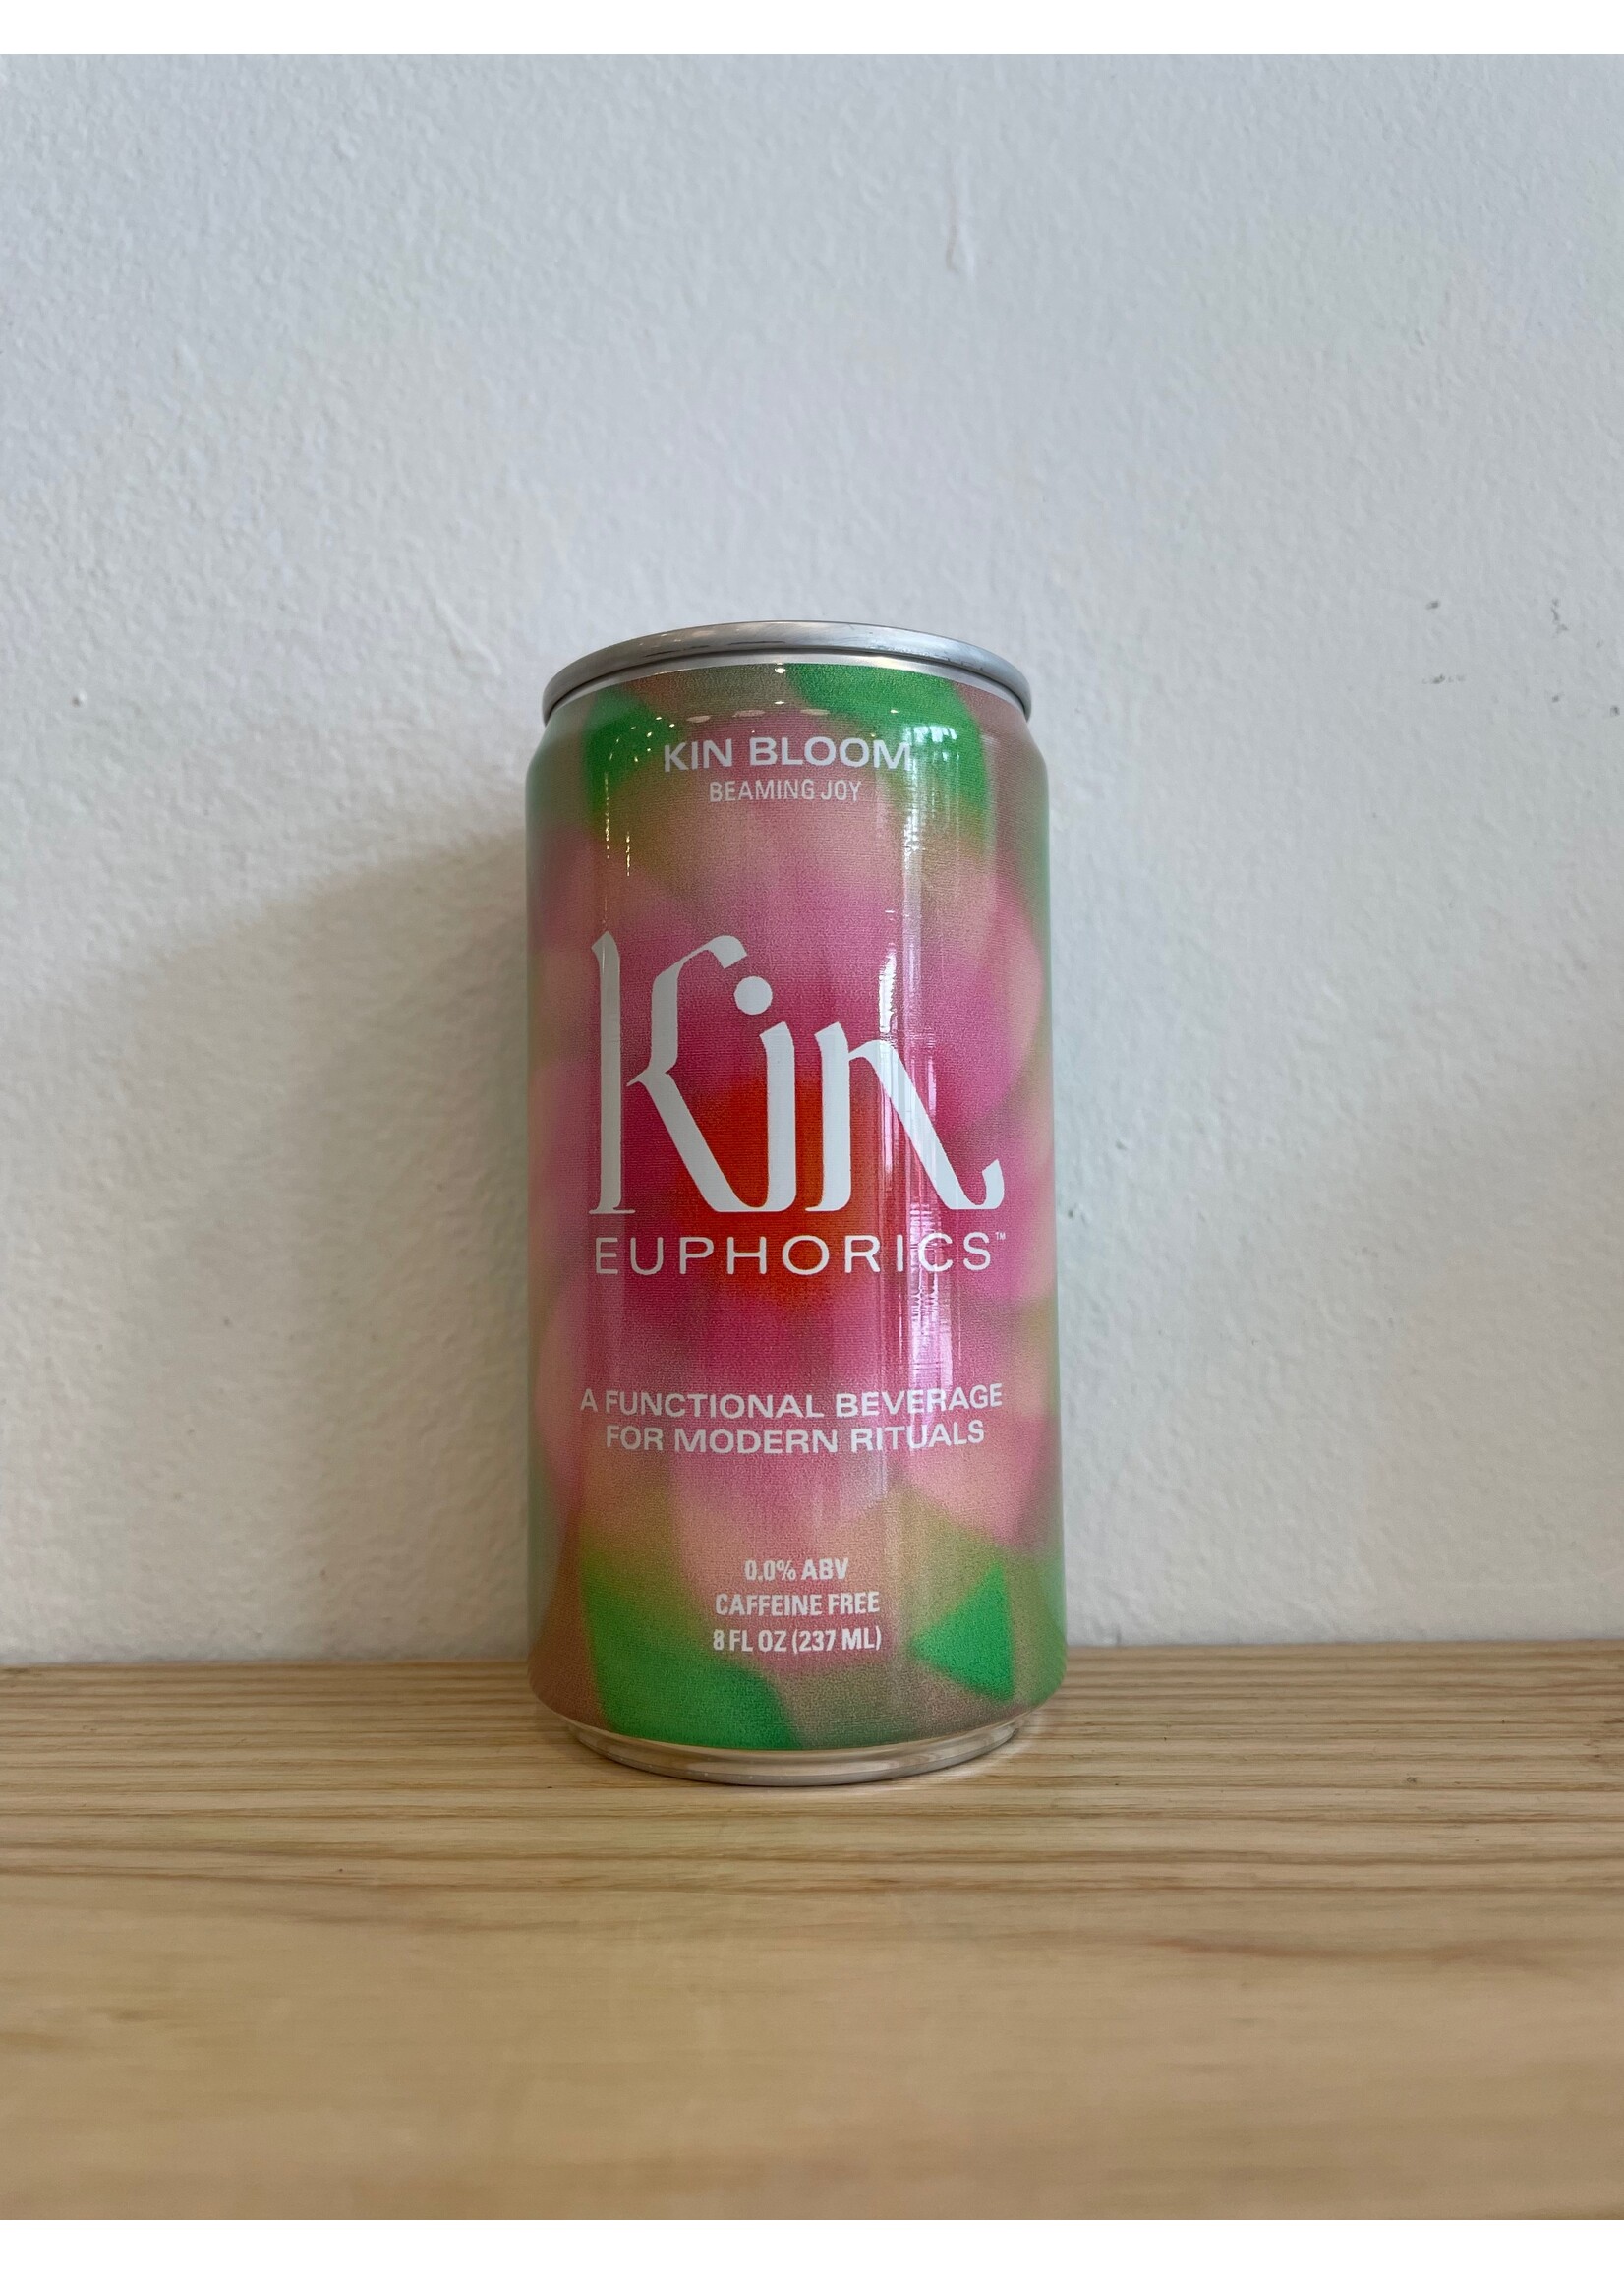 KIN BLOOM
BEAMING JOY
Kin
EUPHORICS™
A FUNCTIONAL BEVERAGE
FOR MODERN RITUALS
0.0% ABV
CAFFEINE FREE
8 FL OZ (237 ML)